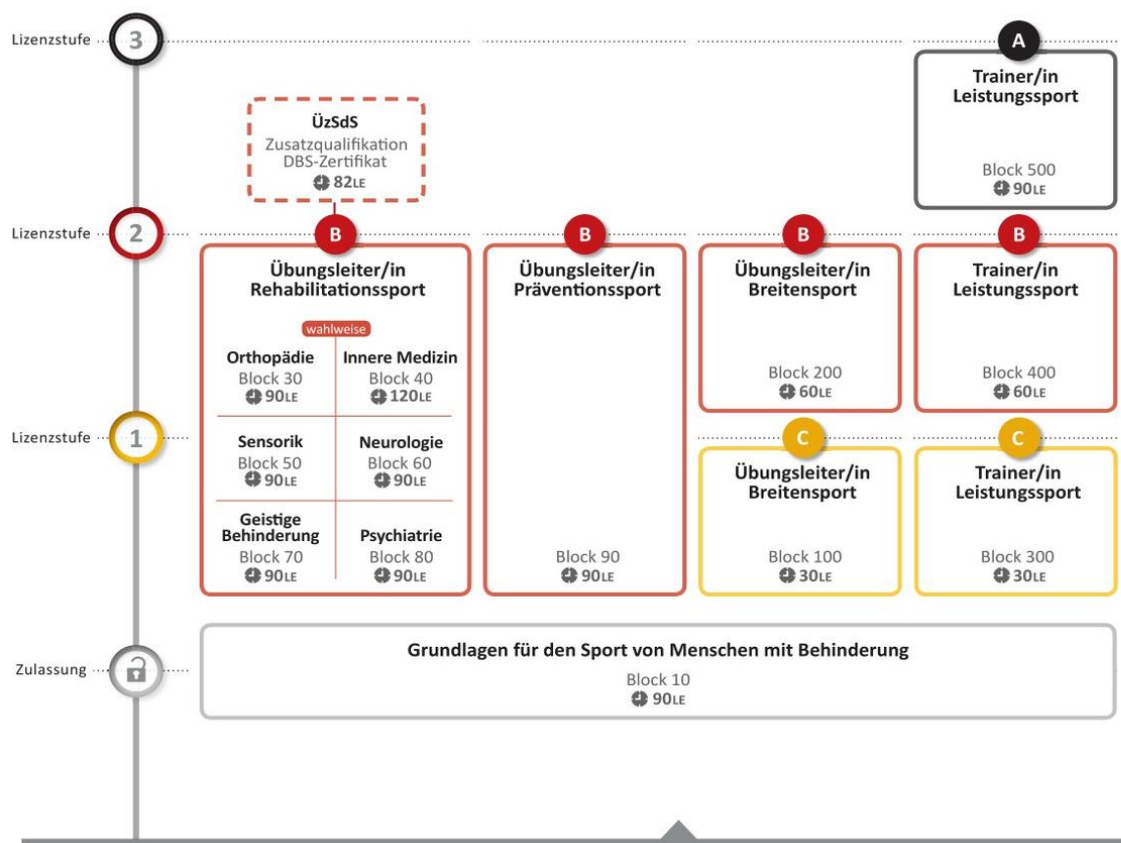 Lizenzstufe
3
A
Trainer/in
Leistungssport
Block 500
90LE
ÜzSdS
Zusatzqualifikation
DBS-Zertifikat
82LE
Lizenzstufe
2
B
Übungsleiter/in
Rehabilitationssport
wahlweise
Orthopädie
Block 30
90LE
Innere Medizin
Block 40
120LE
Sensorik
Block 50
90LE
Neurologie
Block 60
90LE
Geistige
Behinderung
Block 70
90LE
Psychiatrie
Block 80
90LE
B
Übungsleiter/in
Präventionssport
Block 90
90LE
B
Übungsleiter/in
Breitensport
Block 200
60LE
B
Trainer/in
Leistungssport
Block 400
60LE
Lizenzstufe
1
C
Übungsleiter/in
Breitensport
Block 100
30LE
C
Trainer/in
Leistungssport
Block 300
30LE
Zulassung
Grundlagen für den Sport von Menschen mit Behinderung
Block 10
90LE